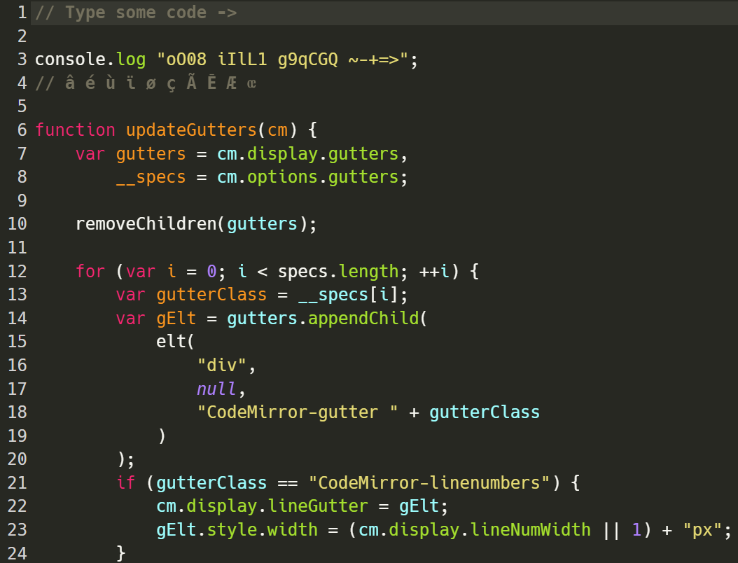 1 // Type some code ->
2
3 console.log "oO08 iIlL1 g9qCGQ ~-+=>";
4 // â é ù ï ø ç Ã Ē Æ œ
5
6 function updateGutters(cm) {
7     var gutters = cm.display.gutters,
8         __specs = cm.options.gutters;
9
10     removeChildren(gutters);
11
12     for (var i = 0; i < specs.length; ++i) {
13         var gutterClass = __specs[i];
14         var gElt = gutters.appendChild(
15             elt(
16                 "div",
17                 null,
18                 "CodeMirror-gutter " + gutterClass
19             )
20         );
21         if (gutterClass == "CodeMirror-linenumbers") {
22             cm.display.lineGutter = gElt;
23             gElt.style.width = (cm.display.lineNumWidth || 1) + "px";
24         }